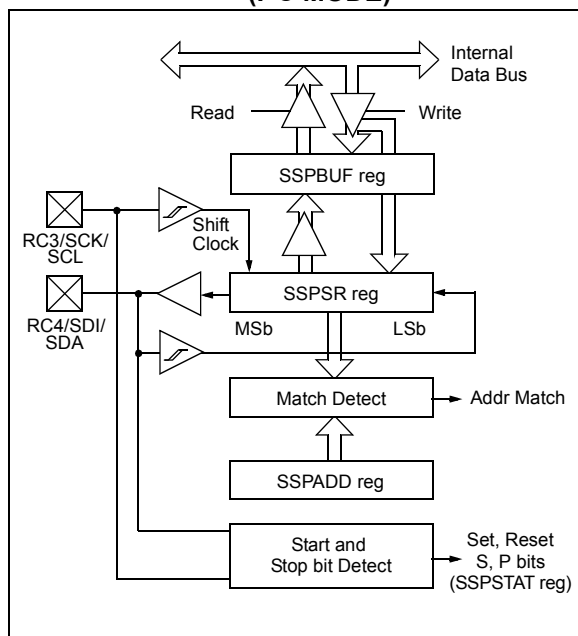 Internal
Data Bus
Read
Write
SSPBUF reg
RC3/SCK/
SCL
Shift
Clock
SSPSR reg
MSb
LSb
RC4/SDI/
SDA
Match Detect
Addr Match
SSPADD reg
Start and
Stop bit Detect
Set, Reset
S, P bits
(SSPSTAT reg)